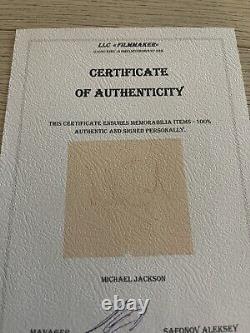 LLC «FILMMAKER»
CERTIFICATE
OF AUTHENTICITY
THIS CERTIFICATE ENSURES MEMORABILIA ITEMS - 100%
AUTHENTIC AND SIGNED PERSONALLY.
MICHAEL JACKSON
MANAGER
SAFONOV ALEKSEY